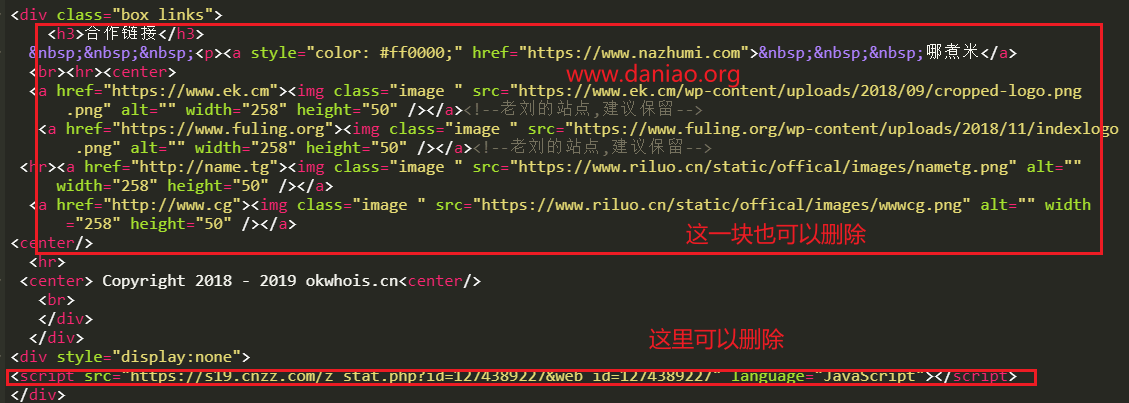 <div class="box links">
<h3>合作链接</h3>
&nbsp;&nbsp;&nbsp;<p><a style="color: #ff0000;" href="https://www.nazhumi.com">&nbsp;&nbsp;&nbsp;哪煮米</a>
<br><hr><center>
www.daniao.org
<a href="https://www.ek.cm"><img class="image " src="https://www.ek.cm/wp-content/uploads/2018/09/cropped-logo
.png" alt="" width="258" height="50" /></a><!--老刘的站点,建议保留-->
<a href="https://www.fuling.org"><img class="image " src="https://www.fuling.org/wp-content/uploads/2018/11/indexlogo
.png" alt="" width="258" height="50" /></a><!--老刘的站点,建议保留-->
<hr><a href="http://name.tg"><img class="image " src="https://www.riluo.cn/static/offical/images/nametg.png" alt=""
width="258" height="50" /></a>
<a href="http://www.cg"><img class="image " src="https://www.riluo.cn/static/offical/images/wwwcg.png" alt="" width
="258" height="50" /></a>
这一块也可以删除
<center/>
<hr>
<center> Copyright 2018 - 2019 okwhois.cn<center/>
<br>
</div>
</div>
这里可以删除
<div style="display:none">
<script src="https://s19.cnzz.com/z_stat.php?id=1274389227&web_id=1274389227" language="JavaScript"></script>
</div>